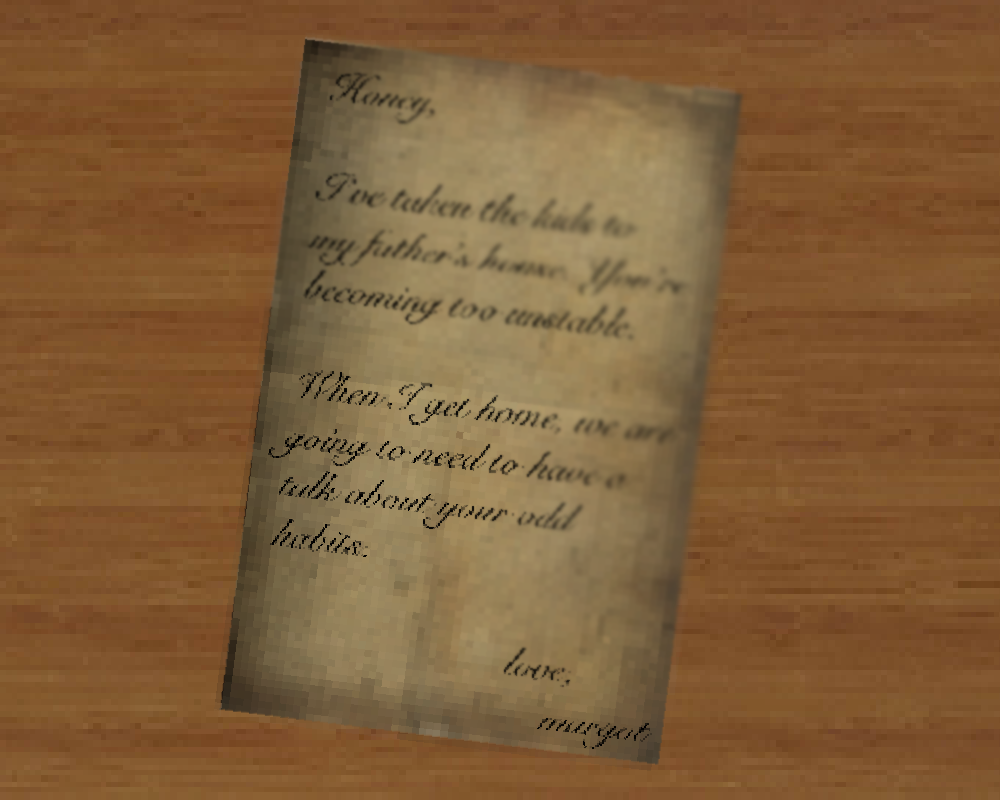 Honey,
I've taken the kids to
my father's house. You're
becoming too unstable.
When I get home, we are
going to need to have a
talk about your odd
habits.
love,
margot